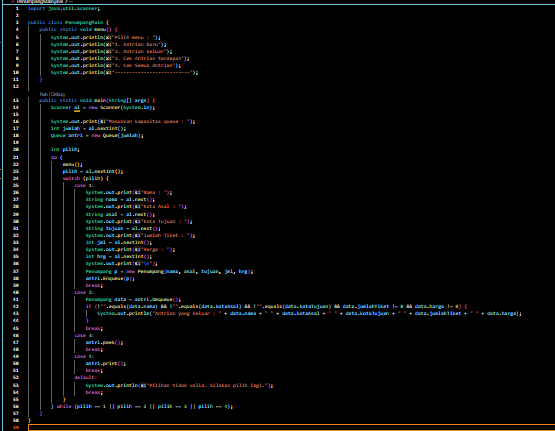 PenumpangMain.java
1 import java.util.Scanner;
2
3 public class PenumpangMain {
4 public static void menu() {
5 System.out.println("Pilih menu : ");
6 System.out.println("1. Antrian baru");
7 System.out.println("2. Antrian keluar");
8 System.out.println("3. Cek Antrian terdepan");
9 System.out.println("4. Cek Semua Antrian");
10 System.out.println("-------------------------");
11 }
12
Run | Debug
13 public static void main(String[] args) {
14 Scanner al = new Scanner(System.in);
15
16 System.out.print("Masukkan kapasitas queue : ");
17 int jumlah = al.nextInt();
18 Queue antri = new Queue(jumlah);
19
20 int pilih;
21 do {
22 menu();
23 pilih = al.nextInt();
24 switch (pilih) {
25 case 1:
26 System.out.print("Nama : ");
27 String nama = al.next();
28 System.out.print("Kota Asal : ");
29 String asal = al.next();
30 System.out.print("Kota Tujuan : ");
31 String tujuan = al.next();
32 System.out.print("Jumlah Tiket : ");
33 int jml = al.nextInt();
34 System.out.print("Harga : ");
35 int hrg = al.nextInt();
36 System.out.print("\n");
37 Penumpang p = new Penumpang(nama, asal, tujuan, jml, hrg);
38 antri.Enqueue(p);
39 break;
40 case 2:
41 Penumpang data = antri.Dequeue();
42 if (!"".equals(data.nama) && !"".equals(data.kotaAsal) && !"".equals(data.kotaTujuan) && data.jumlahTiket != 0 && data.harga != 0) {
43 System.out.println("Antrian yang keluar : " + data.nama + " " + data.kotaAsal + " " + data.kotaTujuan + " " + data.jumlahTiket + " " + data.harga);
44 }
45 break;
46 case 3:
47 antri.peek();
48 break;
49 case 4:
50 antri.print();
51 break;
52 default:
53 System.out.println("Pilihan tidak valid. Silakan pilih lagi.");
54 break;
55 }
56 } while (pilih == 1 || pilih == 2 || pilih == 3 || pilih == 4);
57 }
58 }
59